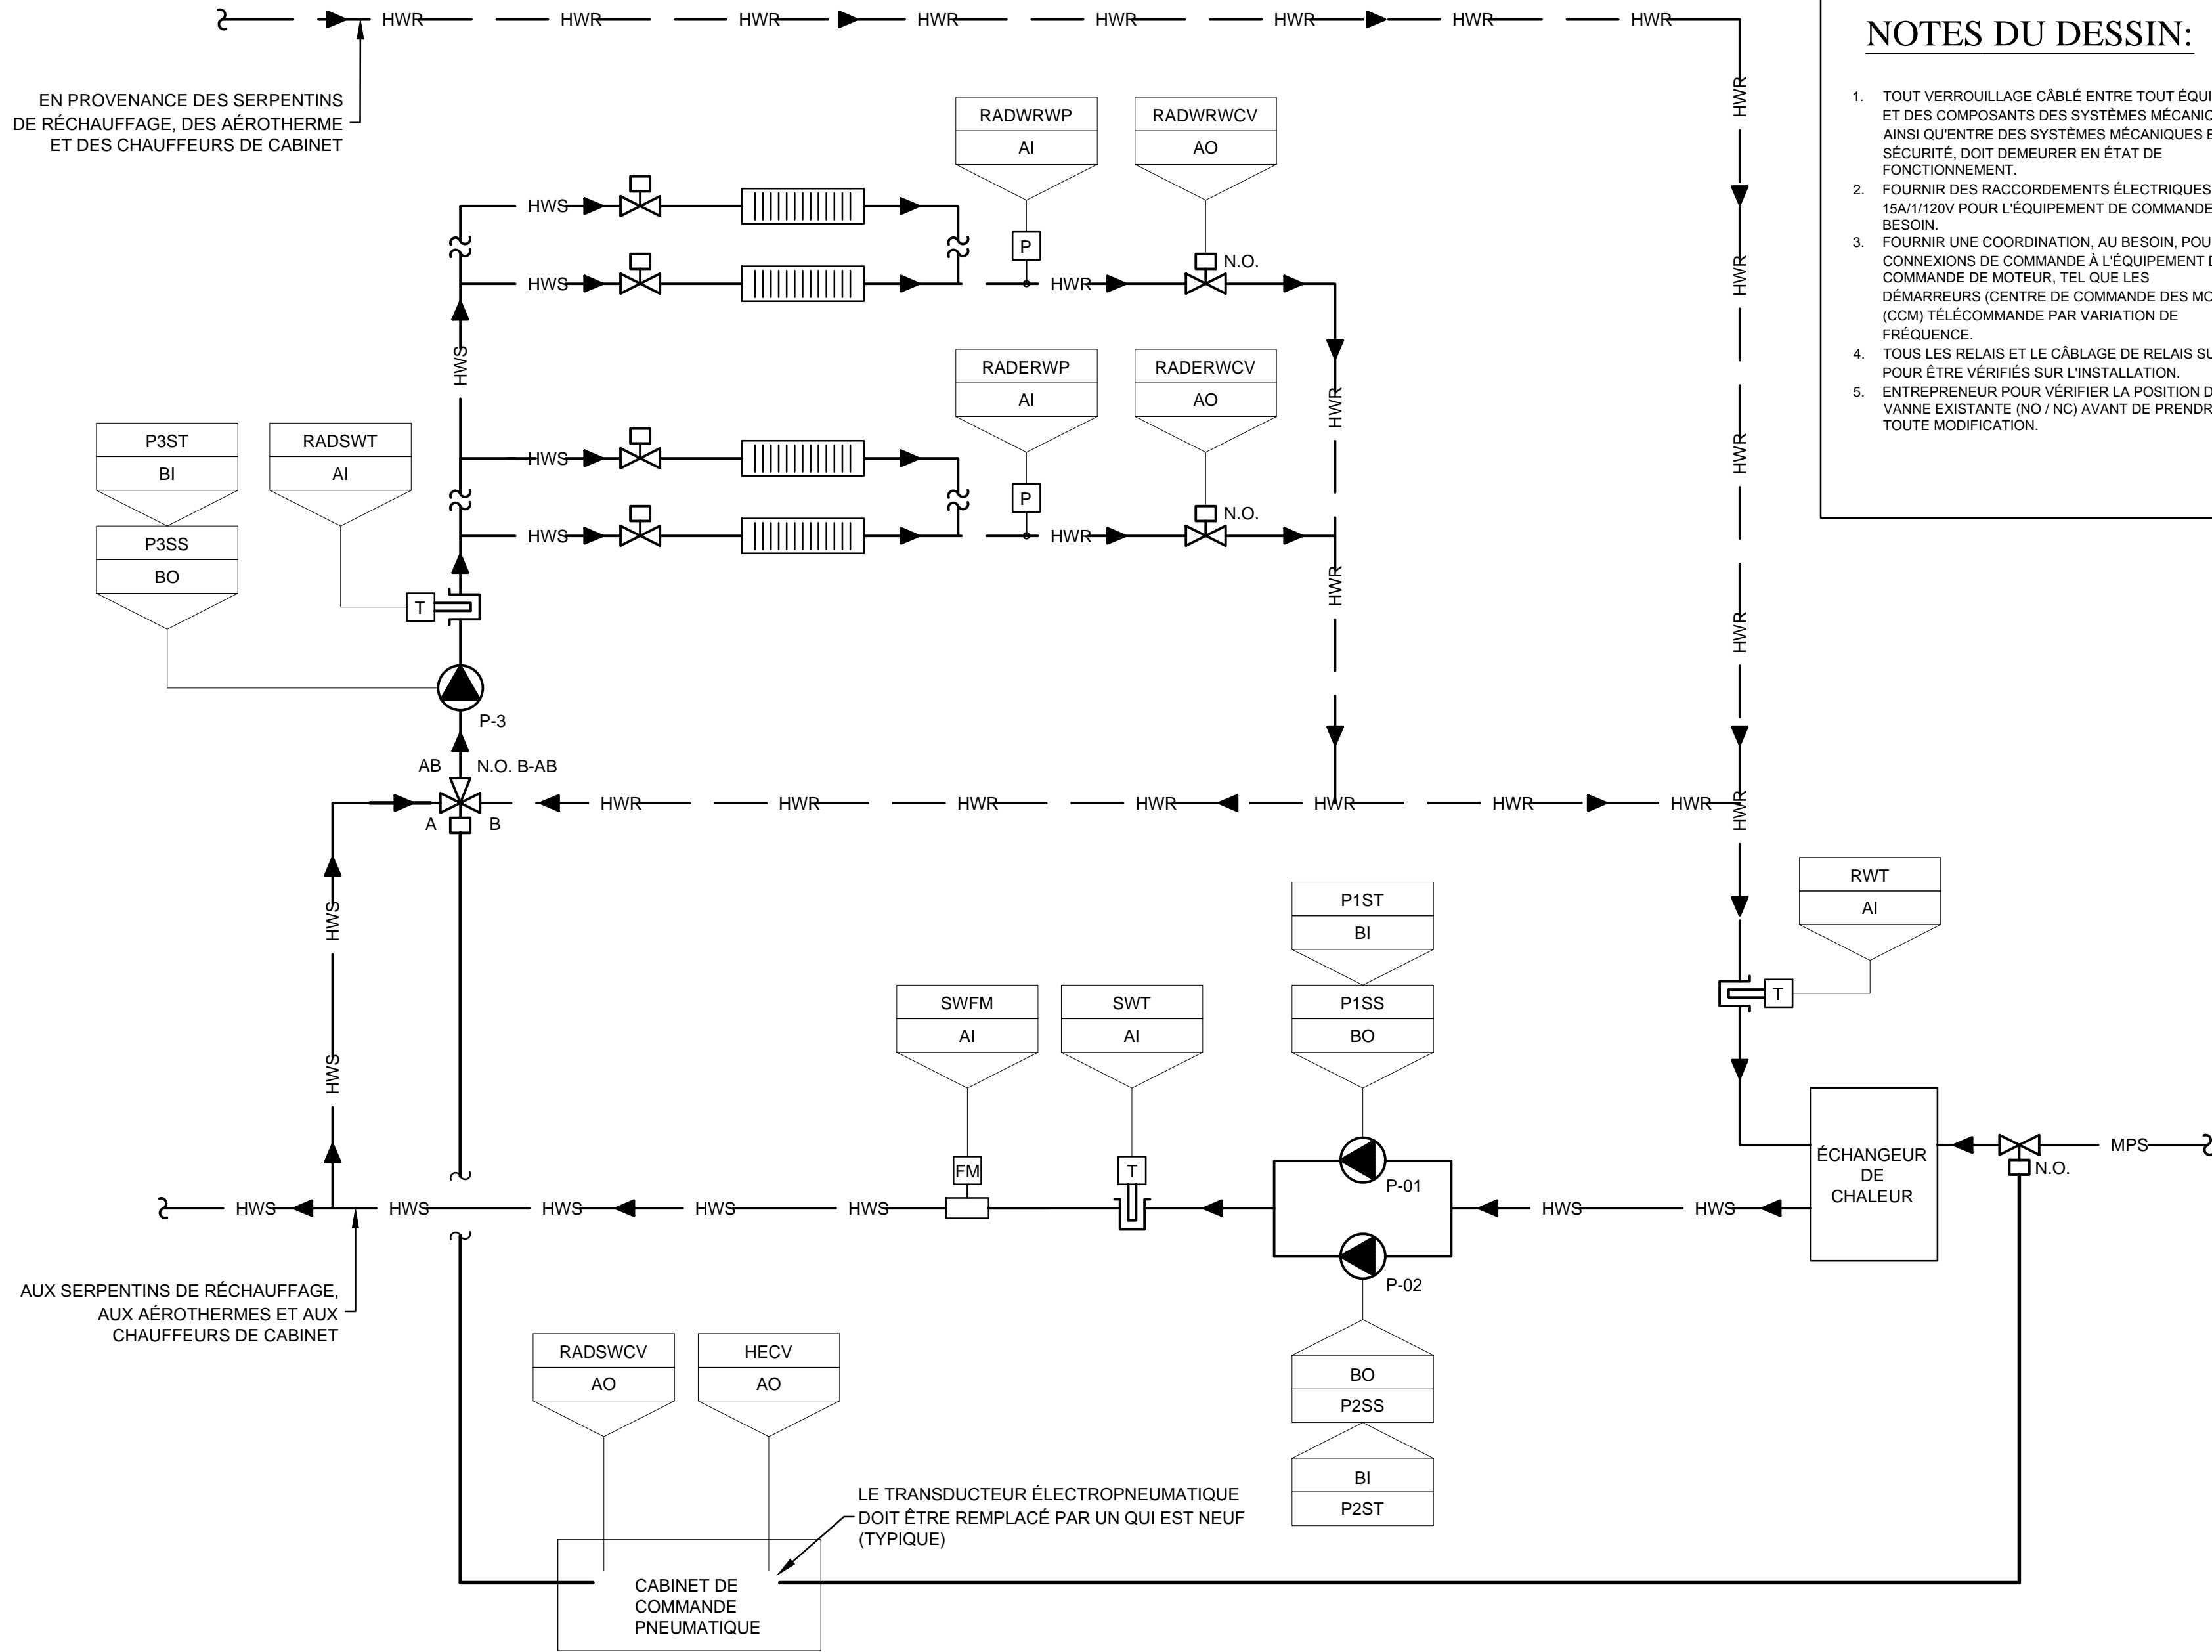 HWR HWR HWR HWR HWR HWR HWR HWR
NOTES DU DESSIN:
1. TOUT VERROUILLAGE CÂBLÉ ENTRE TOUT
ET DES COMPOSANTS DES SYSTÈMES
AINSI QU'ENTRE DES SYSTÈMES MÉCANIQUES
SÉCURITÉ, DOIT DEMEURER EN ÉTAT DE
FONCTIONNEMENT.
2. FOURNIR DES RACCORDEMENTS ÉLECTRIQUES
15A/1/120V POUR L'ÉQUIPEMENT DE COMMANDE
BESOIN.
3. FOURNIR UNE COORDINATION, AU BESOIN,
CONNEXIONS DE COMMANDE À L'ÉQUIPEMENT
COMMANDE DE MOTEUR, TEL QUE LES
DÉMARREURS (CENTRE DE COMMANDE DES
(CCM) TÉLÉCOMMANDE PAR VARIATION DE
FRÉQUENCE.
4. TOUS LES RELAIS ET LE CÂBLAGE DE RELAIS
POUR ÊTRE VÉRIFIÉS SUR L'INSTALLATION.
5. ENTREPRENEUR POUR VÉRIFIER LA POSITION
VANNE EXISTANTE (NO / NC) AVANT DE
TOUTE MODIFICATION.
EN PROVENANCE DES SERPENTINS
DE RÉCHAUFFAGE, DES AÉROTHERME
ET DES CHAUFFEURS DE CABINET
RADWRWP
AI
RADWRWCV
AO
HWS
P
N.O.
HWS
HWR
HWS
RADERWP
AI
RADERWCV
AO
HWS
P
N.O.
HWS
HWR
HWR
HWR
HWR
HWR
HWR
HWR
HWR
P3ST
BI
P3SS
BO
RADSWT
AI
T
P-3
AB
N.O. B-AB
A
B
HWR HWR HWR HWR HWR HWR HWR
HWS
HWS
RWT
AI
T
P1ST
BI
P1SS
BO
SWFM
AI
SWT
AI
FM
T
P-01
P-02
HWS HWS HWS HWS HWS HWS HWS
ÉCHANGEUR
DE
CHALEUR
MPS
N.O.
AUX SERPENTINS DE RÉCHAUFFAGE,
AUX AÉROTHERMES ET AUX
CHAUFFEURS DE CABINET
BO
P2SS
BI
P2ST
RADSWCV
AO
HECV
AO
LE TRANSDUCTEUR ÉLECTROPNEUMATIQUE
DOIT ÊTRE REMPLACÉ PAR UN QUI EST NEUF
(TYPIQUE)
CABINET DE
COMMANDE
PNEUMATIQUE